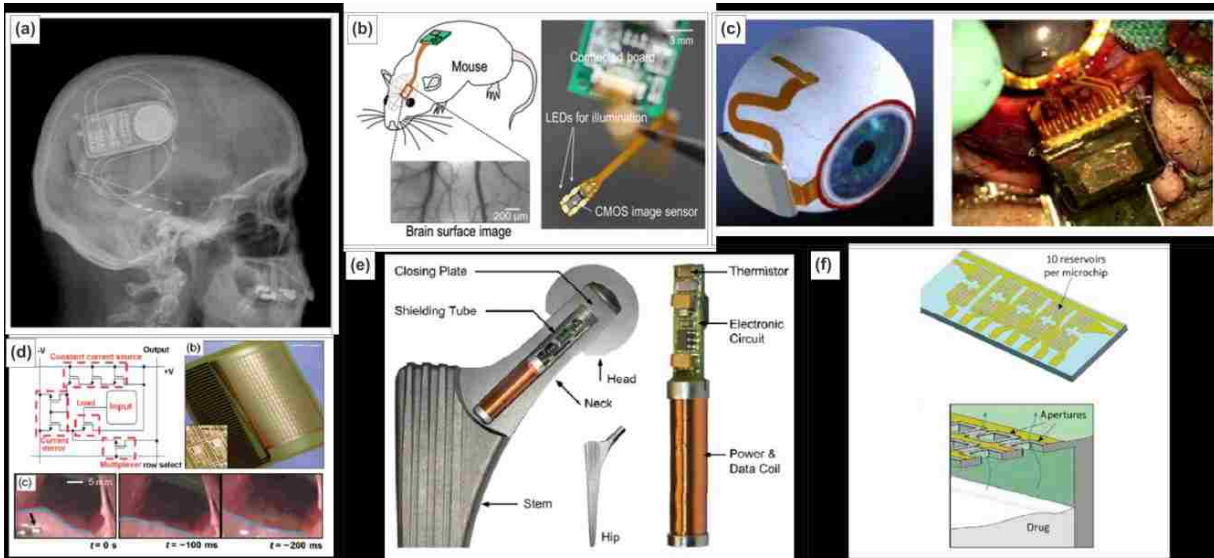 (a)
(b)
Mouse
Brain surface image
200 μm
3 mm
Connected board
LEDs for illumination
CMOS image sensor
(c)
(d)
-V
Output
+V
Constant current source
Load
Input
Current
mirror
Multiplexer row select
(b)
(c)
5 mm
t = 0 s
t = ~100 ms
t = ~200 ms
(e)
Closing Plate
Shielding Tube
Head
Neck
Stem
Hip
Thermistor
Electronic
Circuit
Power &
Data Coil
(f)
10 reservoirs
per microchip
Apertures
Drug